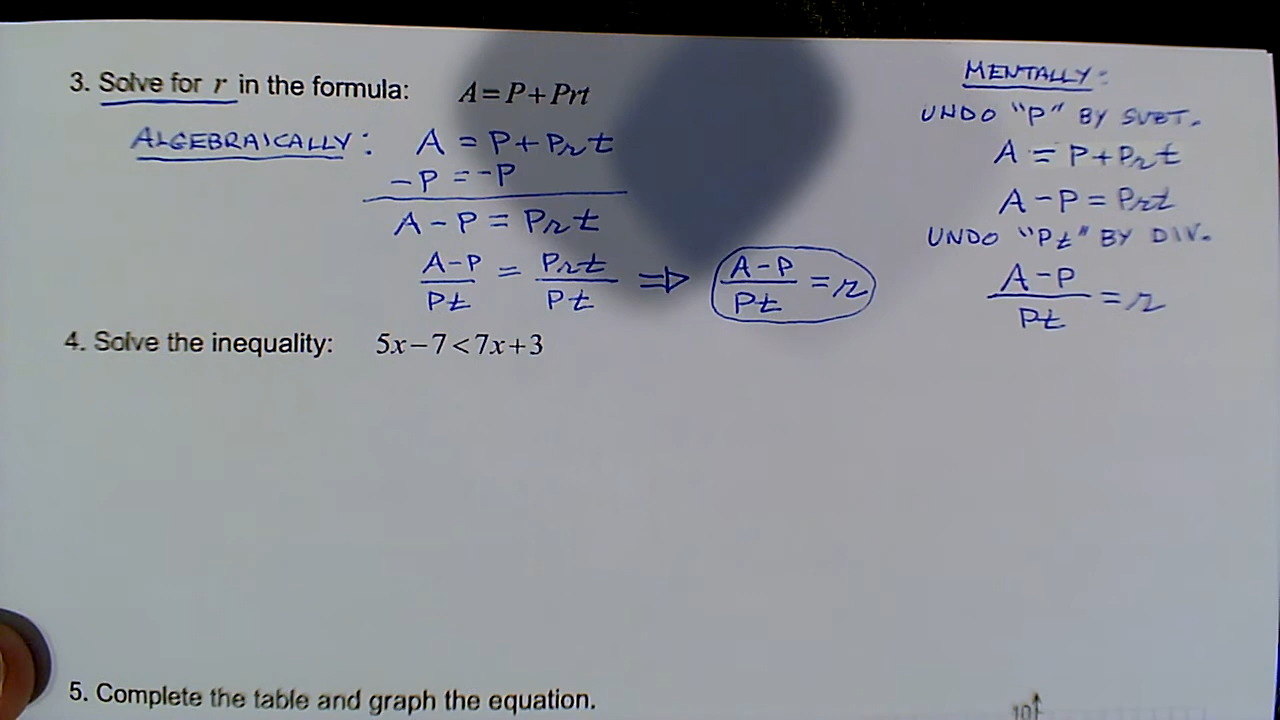 3. Solve for r in the formula: A=P+Prt
ALGEBRAICALLY: A = P+Prt
-P = -P
A-P = Prt
A-P/Pt = Prt/Pt ⇒ A-P/Pt = r
MENTALLY:
UNDO "P" BY SUBT.
A = P+Prt
A-P = Prt
UNDO "Pt" BY DIV.
A-P/Pt = r
4. Solve the inequality: 5x-7<7x+3
5. Complete the table and graph the equation.
10